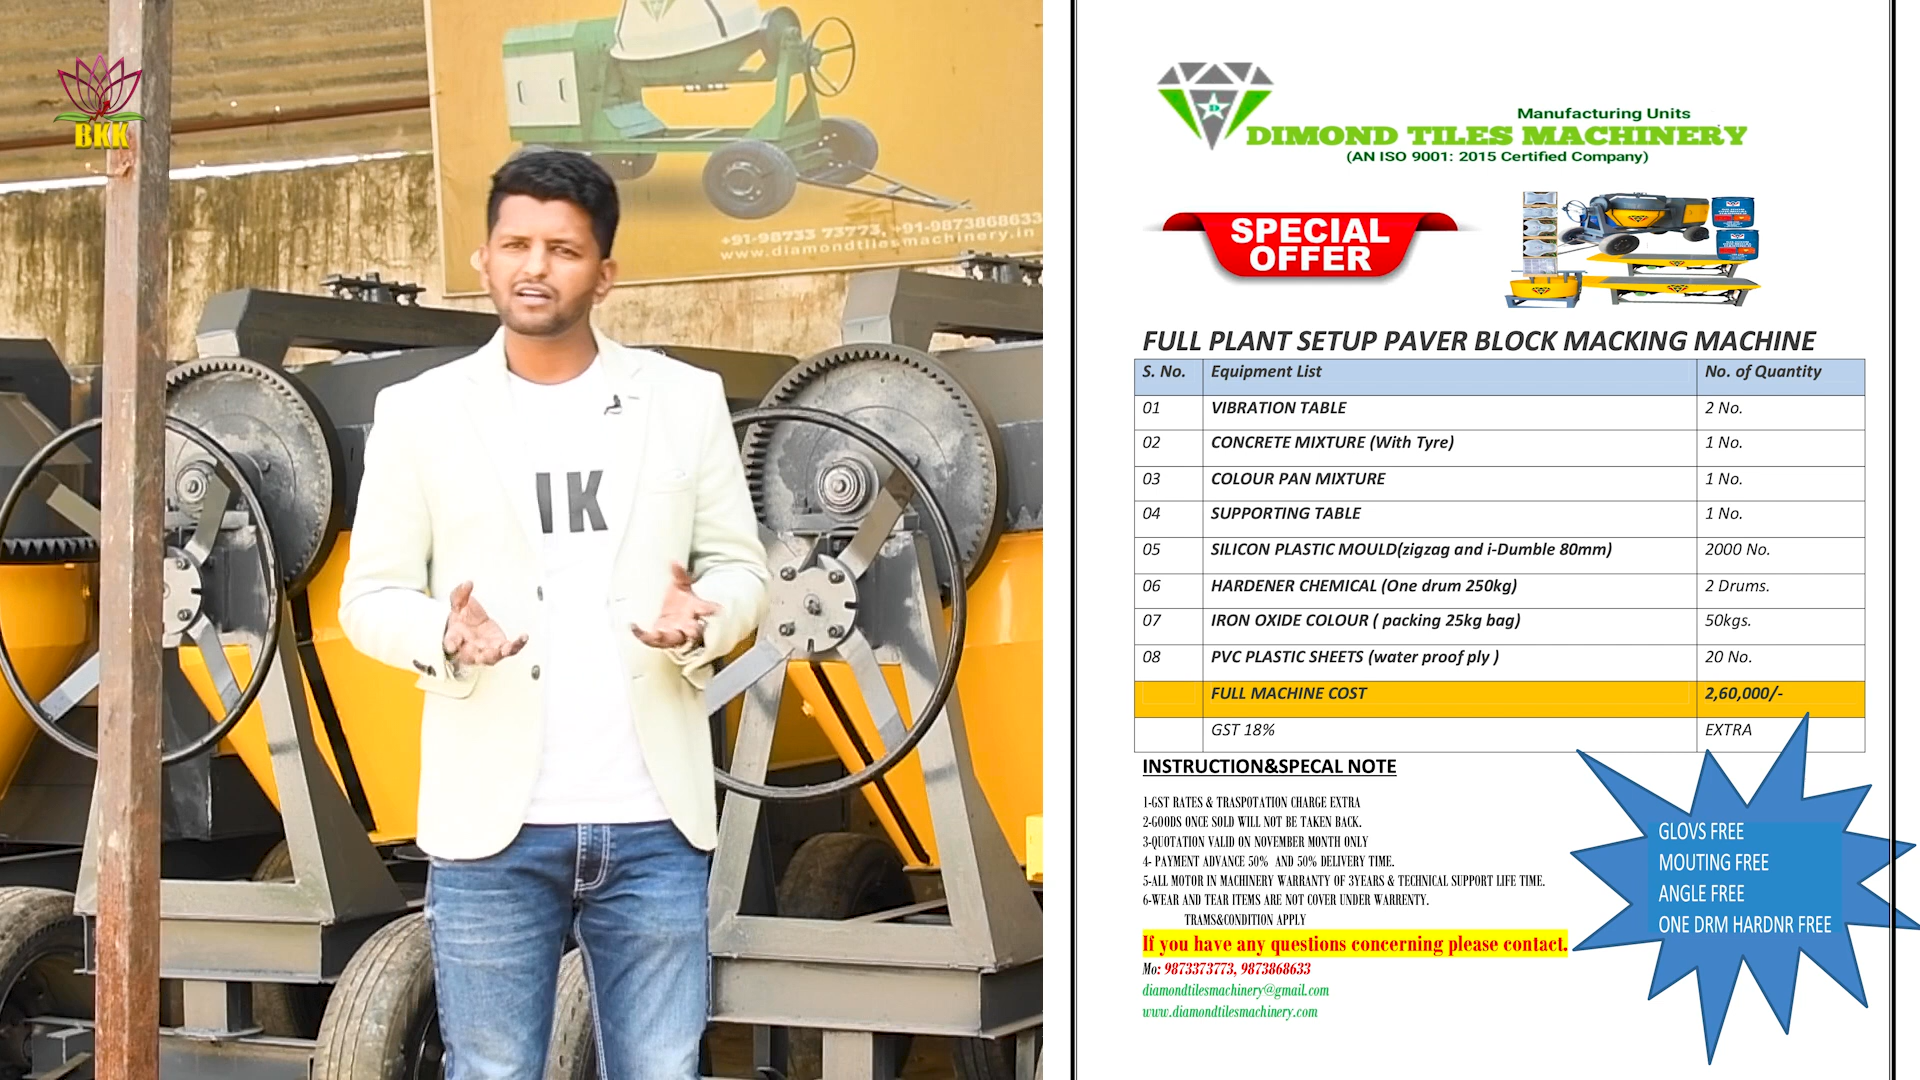 BKK
+91-98733 73773, +91-9873868633
www.diamondtilesmachinery.in
IK
D
Manufacturing Units
DIMOND TILES MACHINERY
(AN ISO 9001: 2015 Certified Company)
SPECIAL
OFFER
FULL PLANT SETUP PAVER BLOCK MACKING MACHINE
S. No. Equipment List No. of Quantity
01 VIBRATION TABLE 2 No.
02 CONCRETE MIXTURE (With Tyre) 1 No.
03 COLOUR PAN MIXTURE 1 No.
04 SUPPORTING TABLE 1 No.
05 SILICON PLASTIC MOULD(zigzag and i-Dumble 80mm) 2000 No.
06 HARDENER CHEMICAL (One drum 250kg) 2 Drums.
07 IRON OXIDE COLOUR ( packing 25kg bag) 50kgs.
08 PVC PLASTIC SHEETS (water proof ply ) 20 No.
FULL MACHINE COST 2,60,000/-
GST 18% EXTRA
INSTRUCTION&SPECAL NOTE
1-GST RATES & TRASPOTATION CHARGE EXTRA
2-GOODS ONCE SOLD WILL NOT BE TAKEN BACK.
3-QUOTATION VALID ON NOVEMBER MONTH ONLY
4- PAYMENT ADVANCE 50% AND 50% DELIVERY TIME.
5-ALL MOTOR IN MACHINERY WARRANTY OF 3YEARS & TECHNICAL SUPPORT LIFE TIME.
6-WEAR AND TEAR ITEMS ARE NOT COVER UNDER WARRENTY.
TRAMS&CONDITION APPLY
If you have any questions concerning please contact.
Mo: 9873373773, 9873868633
diamondtilesmachinery@gmail.com
www.diamondtilesmachinery.com
GLOVS FREE
MOUTING FREE
ANGLE FREE
ONE DRM HARDNR FREE